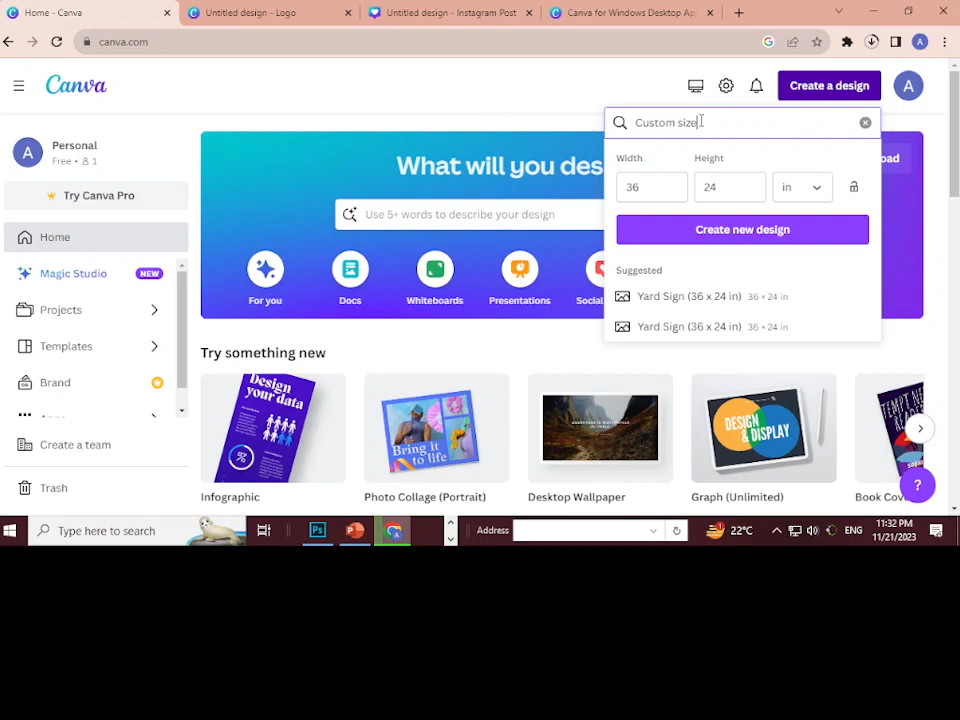 Home - Canva
Untitled design - Logo
Untitled design - Instagram Post
Canva for Windows Desktop Ap
canva.com
Canva
Create a design
A
Custom size
Personal
Free • 1
Try Canva Pro
Home
Magic Studio
NEW
Projects
Templates
Brand
Create a team
Trash
What will you des
oad
Use 5+ words to describe your design
For you
Docs
Whiteboards
Presentations
Social
Width
Height
36
24
in
Create new design
Suggested
Yard Sign (36 x 24 in) 36 × 24 in
Yard Sign (36 x 24 in) 36 × 24 in
Try something new
Design your data
Bring it to life
DESIGN & DISPLAY
Infographic
Photo Collage (Portrait)
Desktop Wallpaper
Graph (Unlimited)
Book Cov
?
Type here to search
Ps
Address
22°C
ENG
11:32 PM
11/21/2023